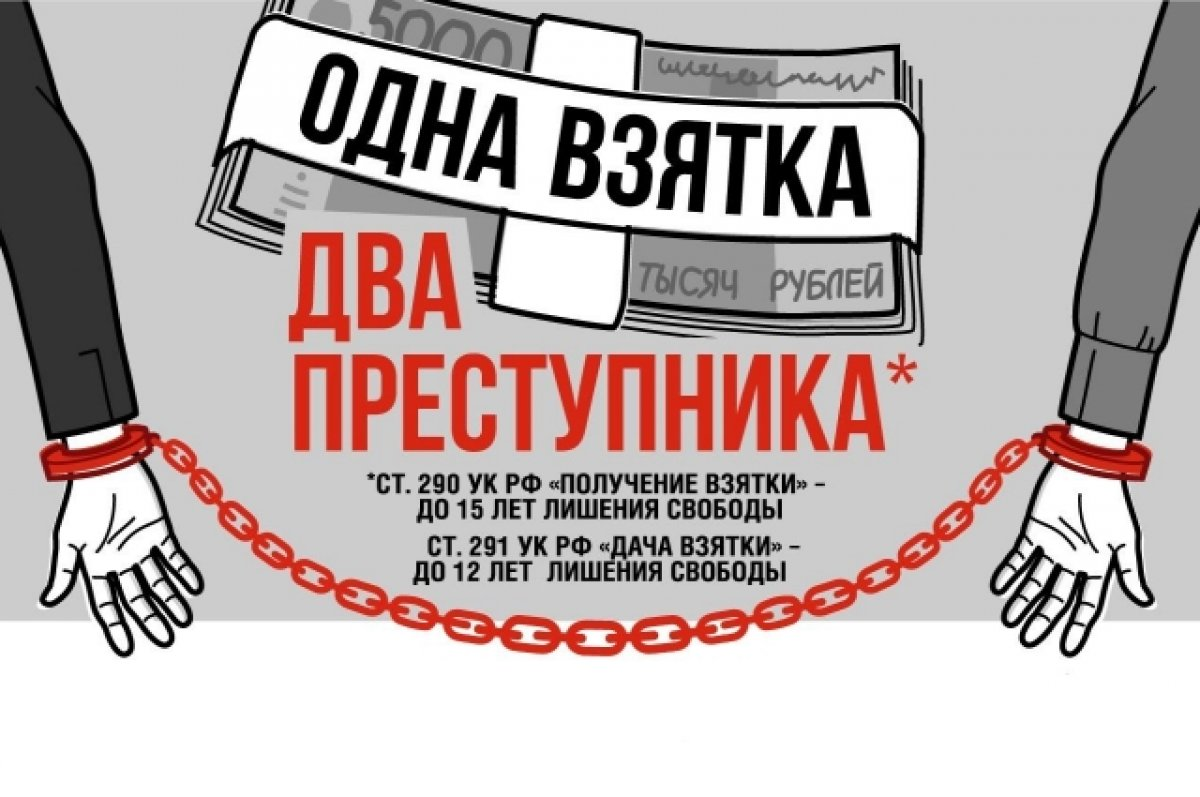 5000
ОДНА ВЗЯТКА
ТЫСЯЧ РУБЛЕЙ
ДВА
ПРЕСТУПНИКА*
*СТ. 290 УК РФ «ПОЛУЧЕНИЕ ВЗЯТКИ» –
ДО 15 ЛЕТ ЛИШЕНИЯ СВОБОДЫ
СТ. 291 УК РФ «ДАЧА ВЗЯТКИ» –
ДО 12 ЛЕТ ЛИШЕНИЯ СВОБОДЫ